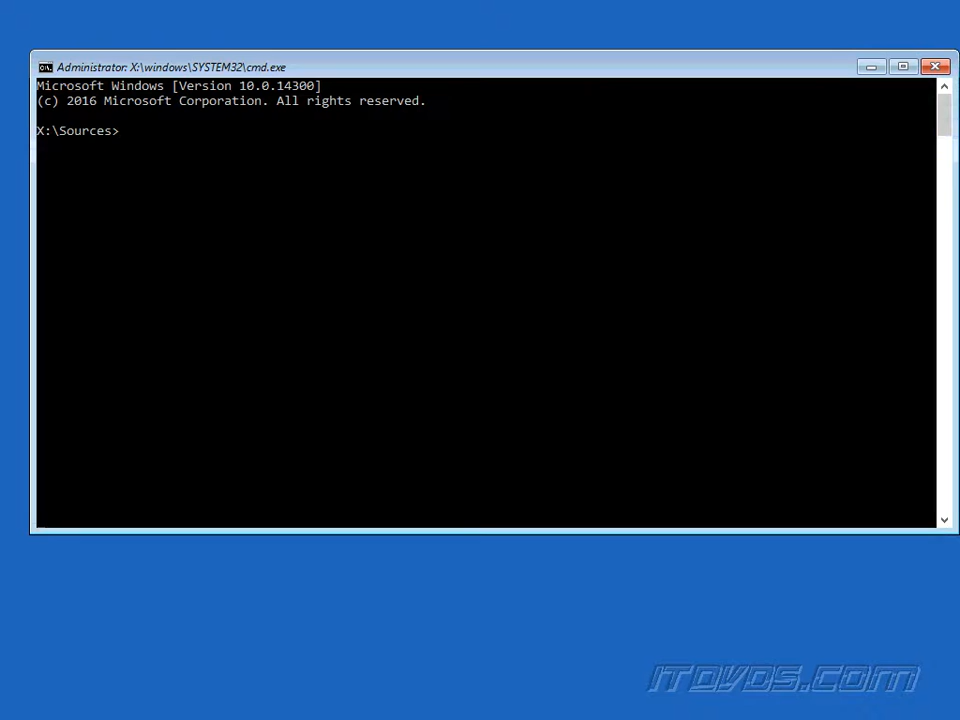 Administrator: X:\windows\SYSTEM32\cmd.exe
Microsoft Windows [Version 10.0.14300]
(c) 2016 Microsoft Corporation. All rights reserved.
X:\Sources>
ITDVDS.COM